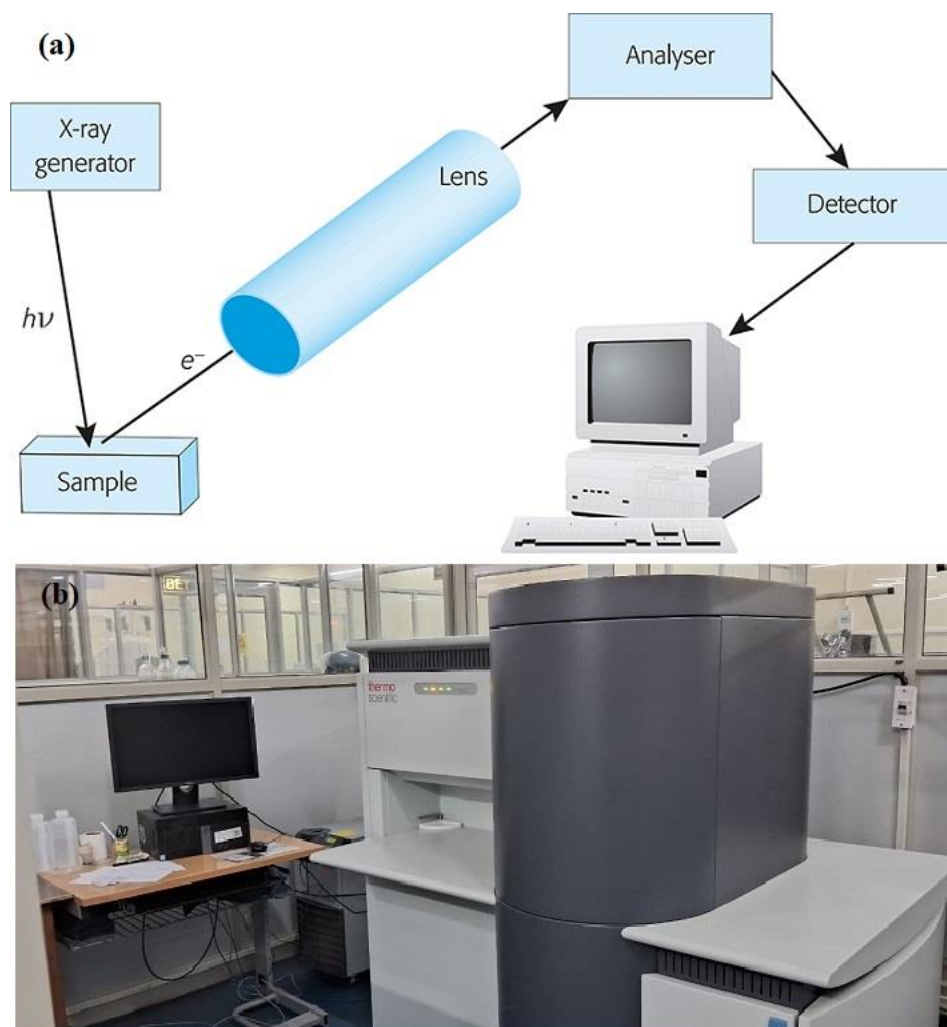 (a)
X-ray
generator
Lens
Analyser
Detector
hν
e⁻
Sample
(b)
thermo
scientific